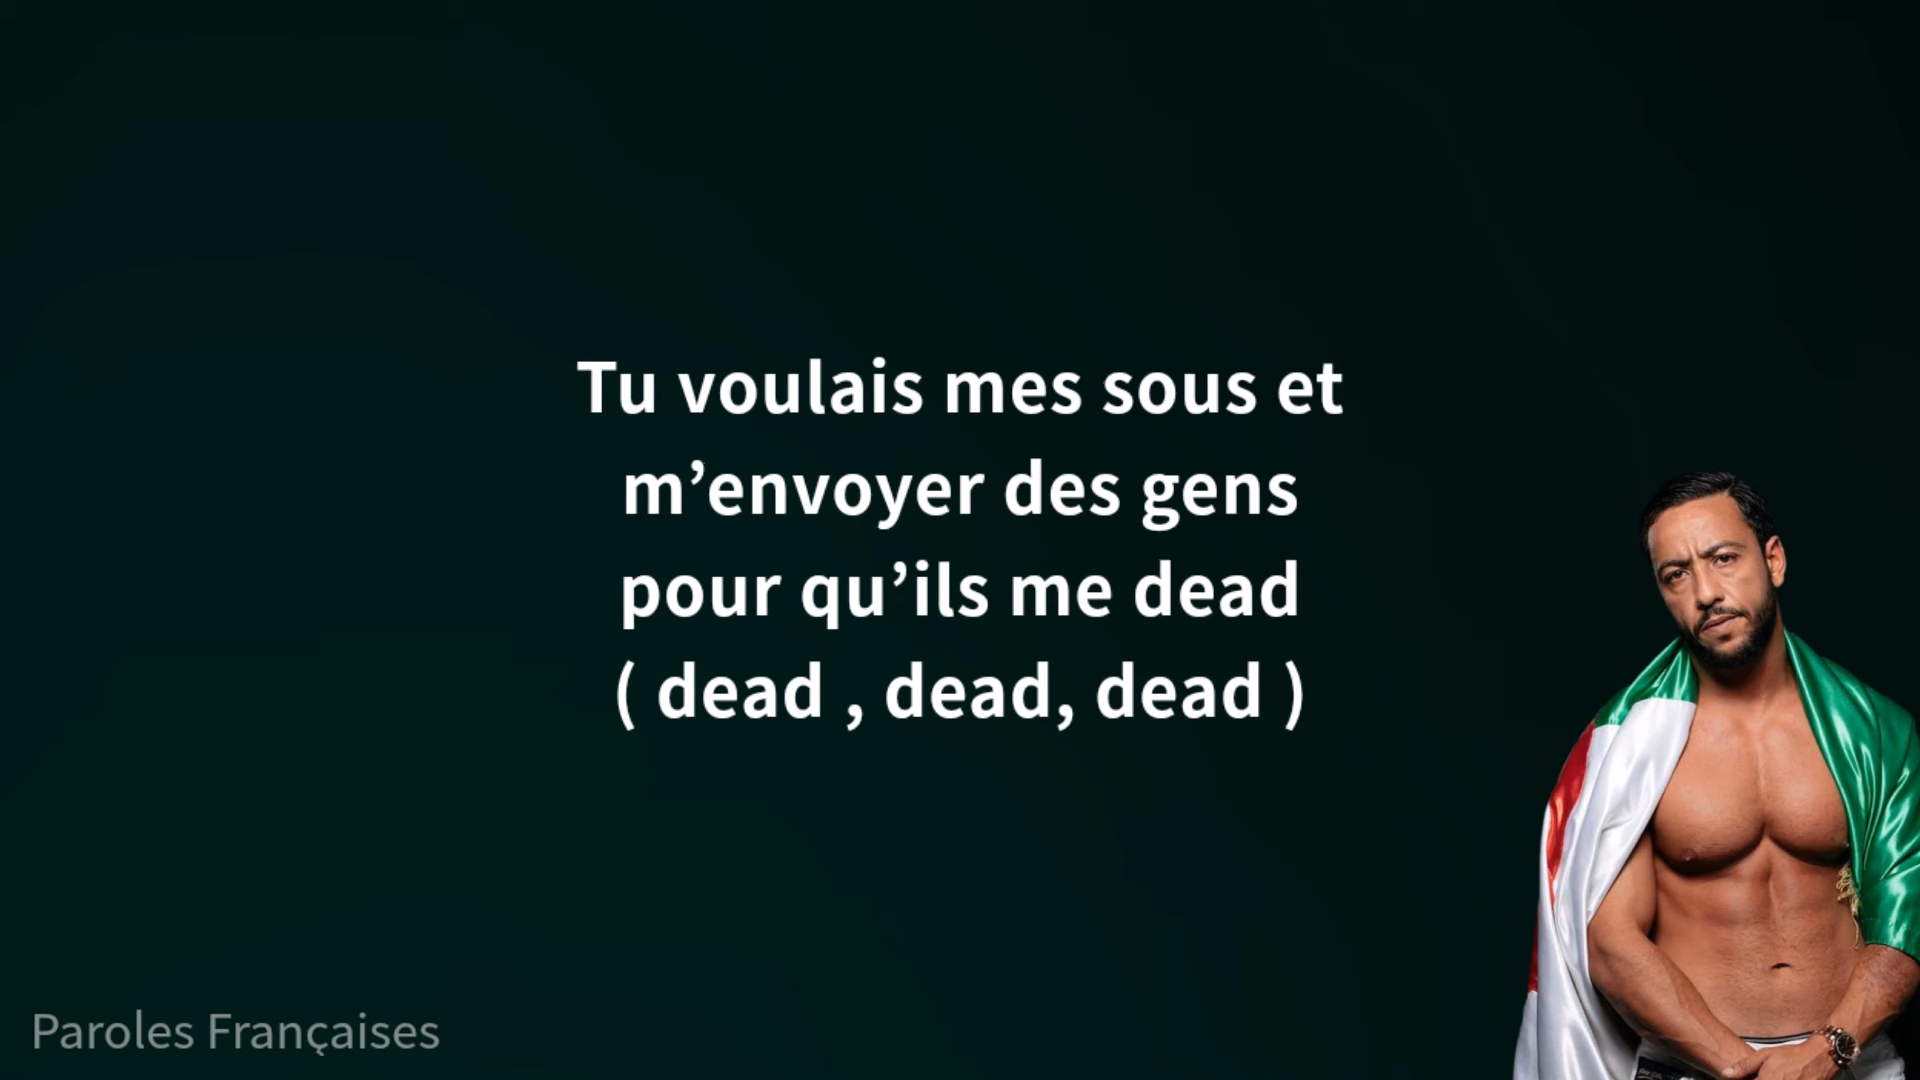 Tu voulais mes sous et
m’envoyer des gens
pour qu’ils me dead
( dead , dead, dead )
Paroles Françaises